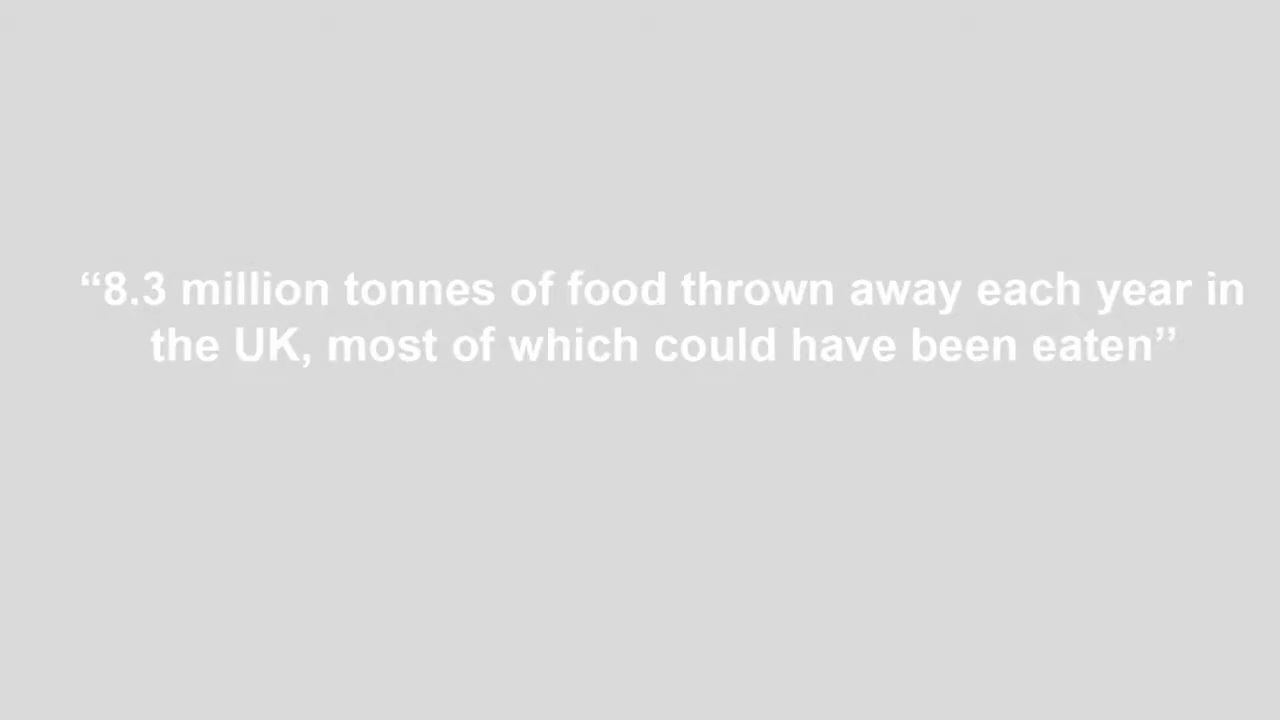 “8.3 million tonnes of food thrown away each year in
the UK, most of which could have been eaten”